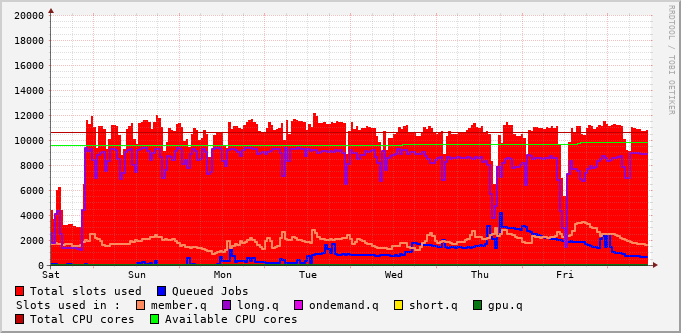 RRDTOOL / TOBI OETIKER
20000
18000
16000
14000
12000
10000
8000
6000
4000
2000
0
Sat Sun Mon Tue Wed Thu Fri
Total slots used Queued Jobs
Slots used in : member.q long.q ondemand.q short.q gpu.q
Total CPU cores Available CPU cores